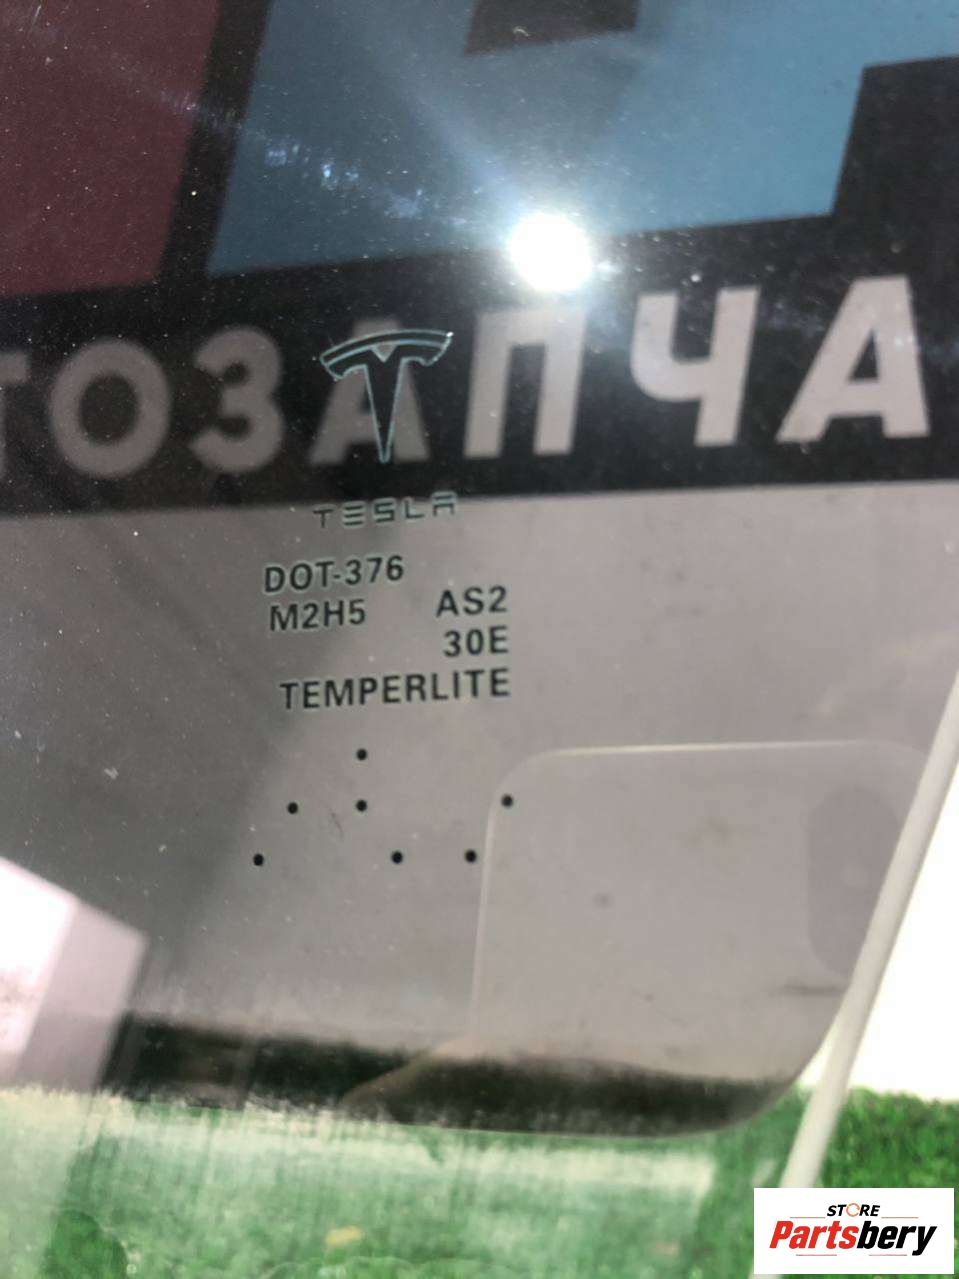 ТОЗАПЧА
TESLA
DOT-376
M2H5 AS2
30E
TEMPERLITE
STORE
Partsbery